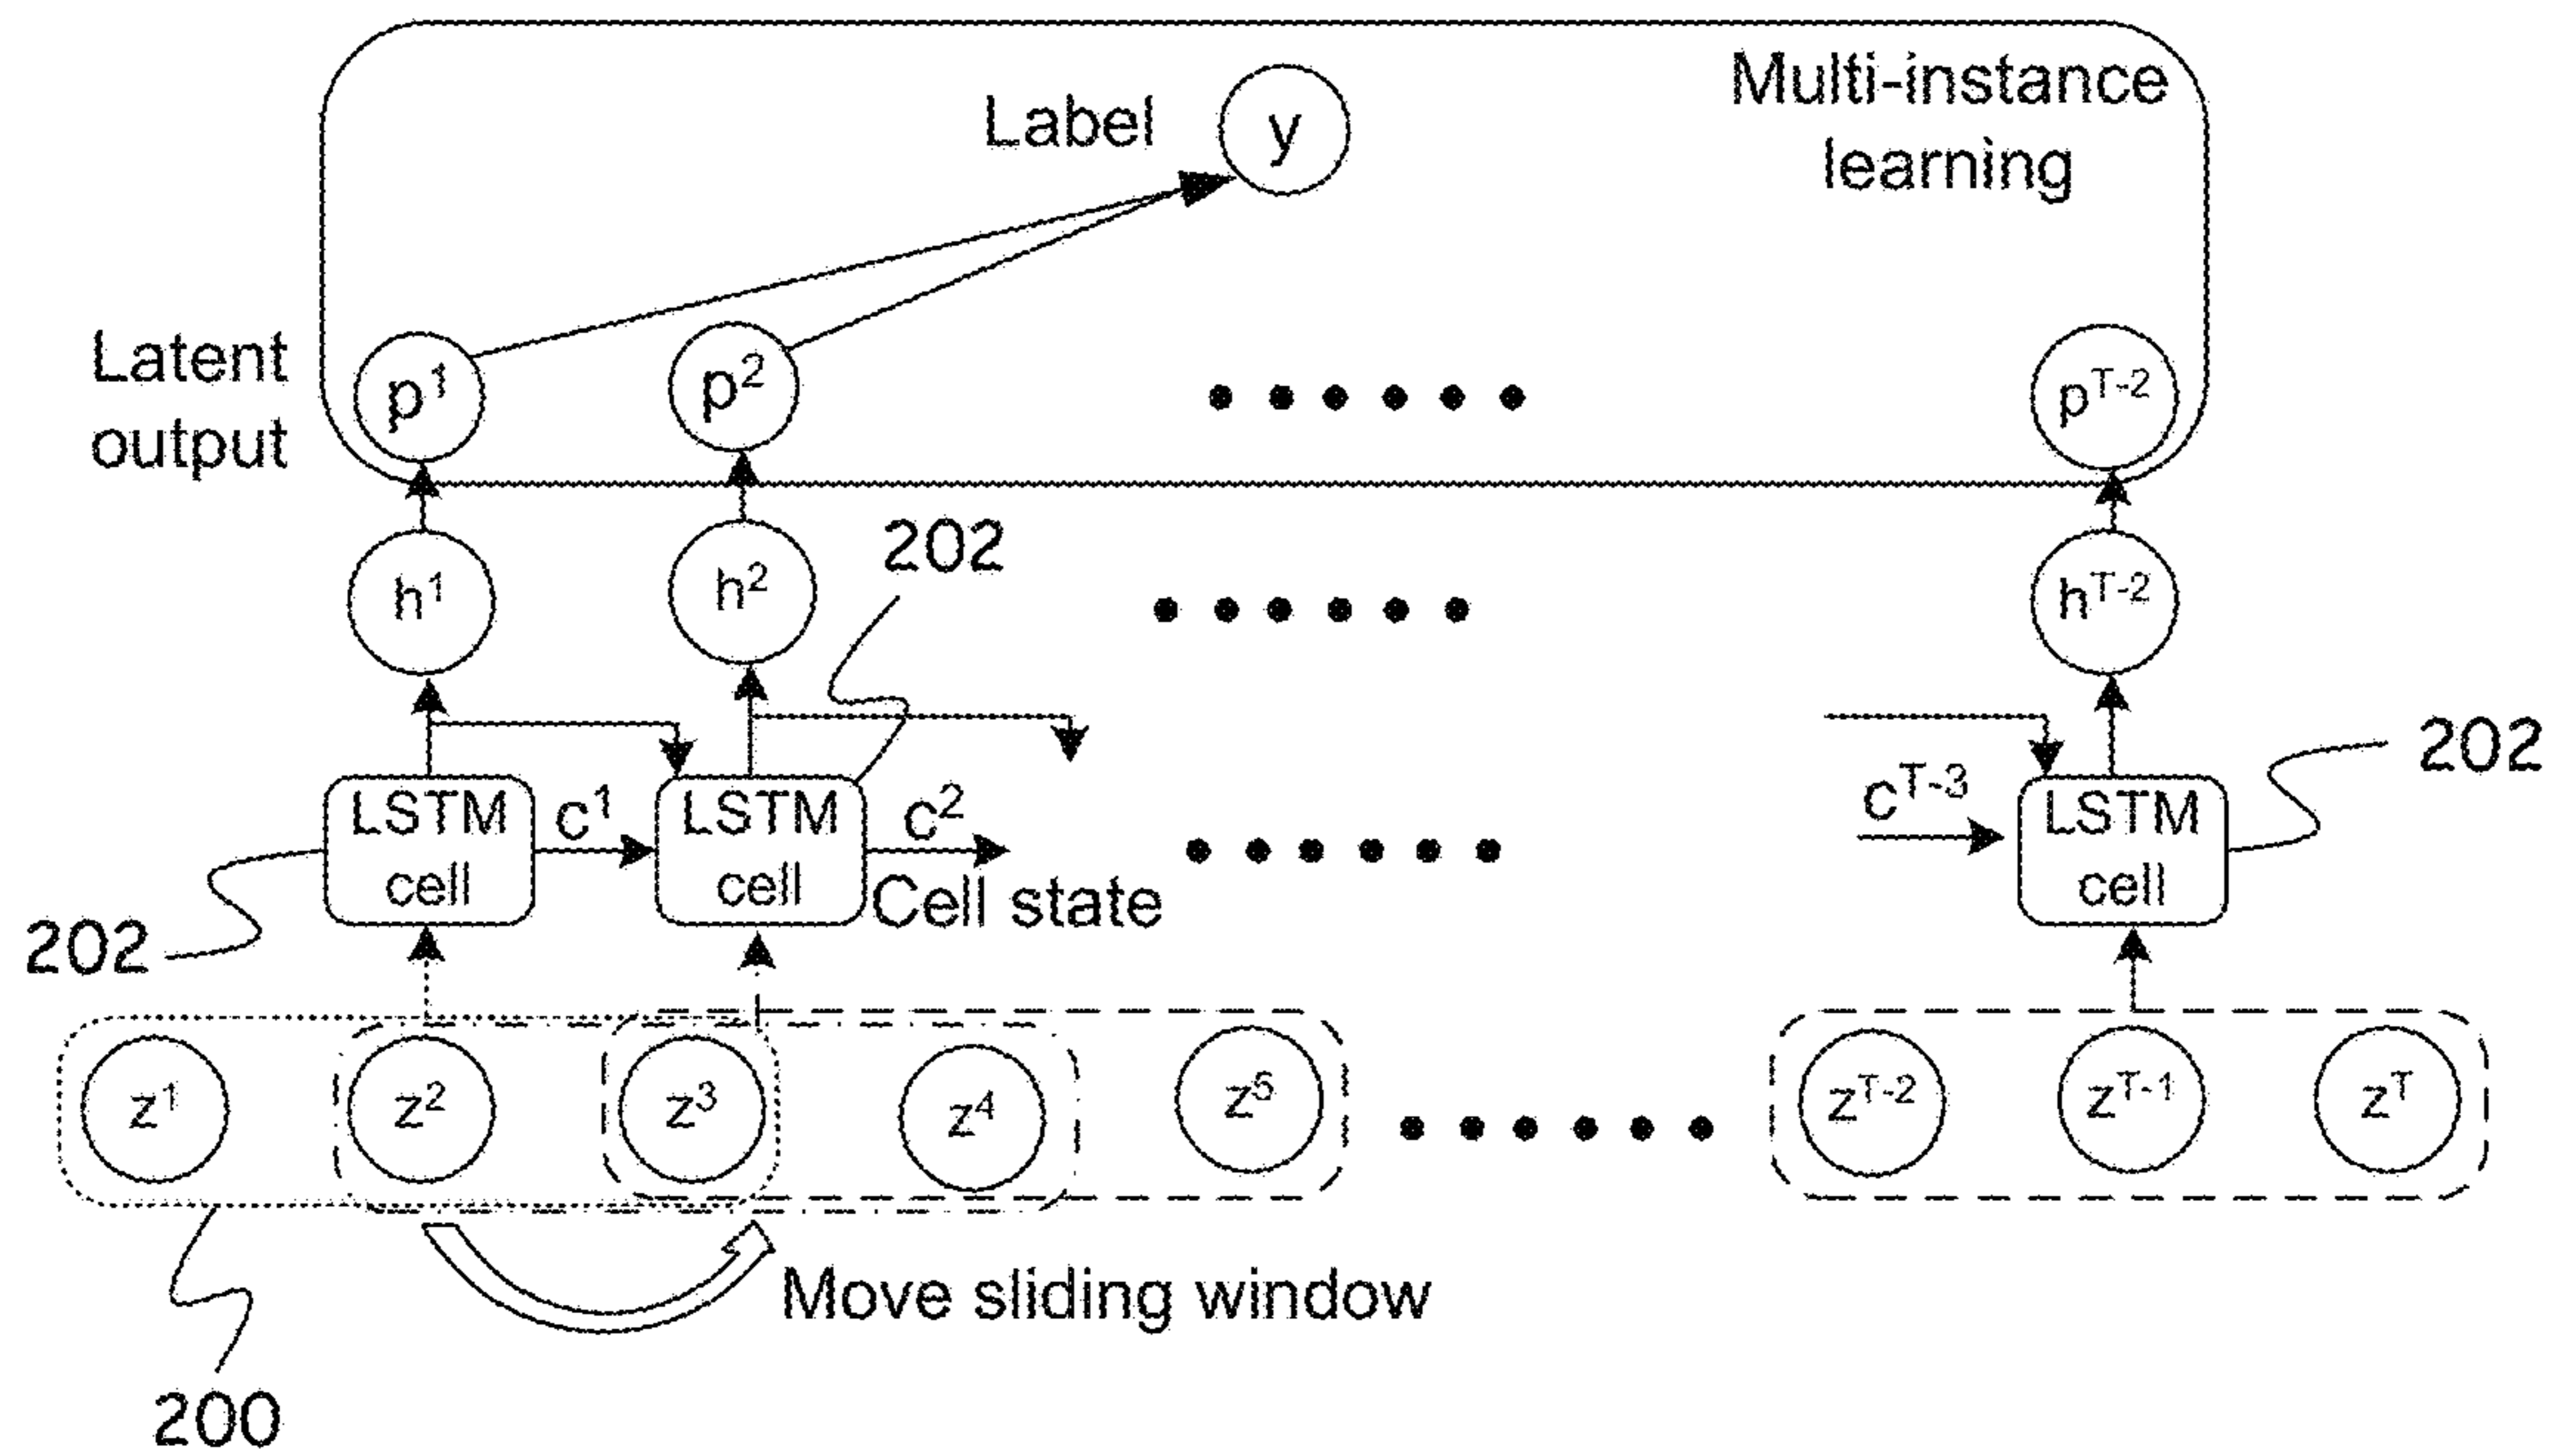 Multi-instance
learning
Label
y
Latent
output
p¹
p²
pᵀ⁻²
h¹
h²
hᵀ⁻²
202
202
LSTM
cell
c¹
LSTM
cell
c²
Cell state
cᵀ⁻³
LSTM
cell
202
z¹
z²
z³
z⁴
z⁵
zᵀ⁻²
zᵀ⁻¹
zᵀ
Move sliding window
200